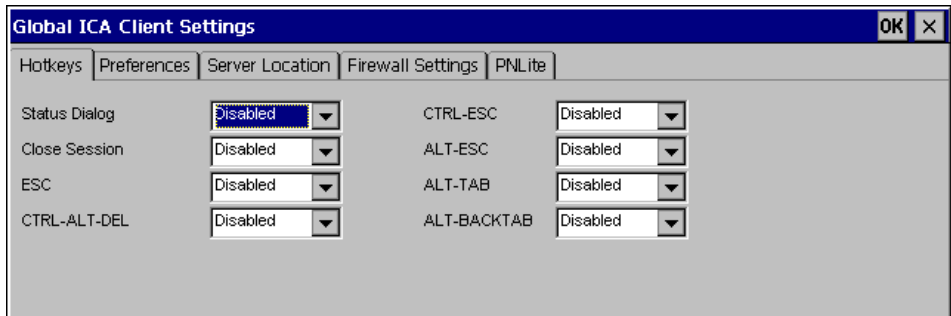 Global ICA Client Settings OK ×
Hotkeys Preferences Server Location Firewall Settings PNLite
Status Dialog Disabled CTRL-ESC Disabled
Close Session Disabled ALT-ESC Disabled
ESC Disabled ALT-TAB Disabled
CTRL-ALT-DEL Disabled ALT-BACKTAB Disabled